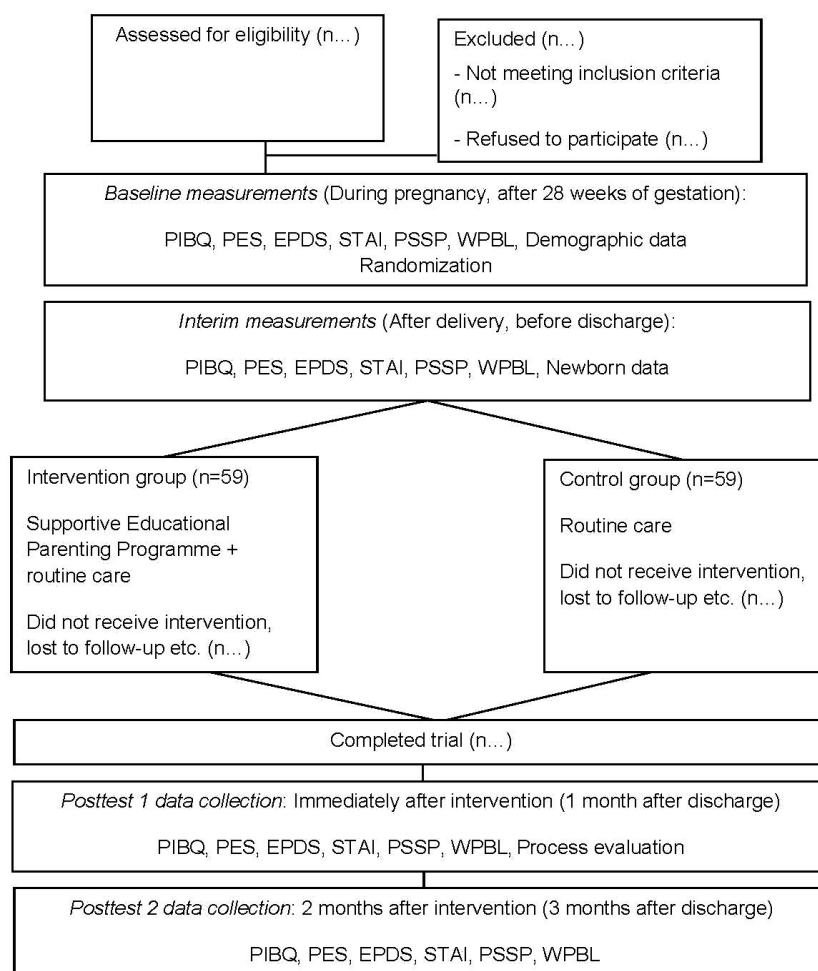 Assessed for eligibility (n...)
Excluded (n...)
- Not meeting inclusion criteria
(n...)
- Refused to participate (n...)
Baseline measurements (During pregnancy, after 28 weeks of gestation):
PIBQ, PES, EPDS, STAI, PSSP, WPBL, Demographic data
Randomization
Interim measurements (After delivery, before discharge):
PIBQ, PES, EPDS, STAI, PSSP, WPBL, Newborn data
Intervention group (n=59)
Supportive Educational
Parenting Programme +
routine care
Did not receive intervention,
lost to follow-up etc. (n...)
Control group (n=59)
Routine care
Did not receive intervention,
lost to follow-up etc. (n...)
Completed trial (n...)
Posttest 1 data collection: Immediately after intervention (1 month after discharge)
PIBQ, PES, EPDS, STAI, PSSP, WPBL, Process evaluation
Posttest 2 data collection: 2 months after intervention (3 months after discharge)
PIBQ, PES, EPDS, STAI, PSSP, WPBL